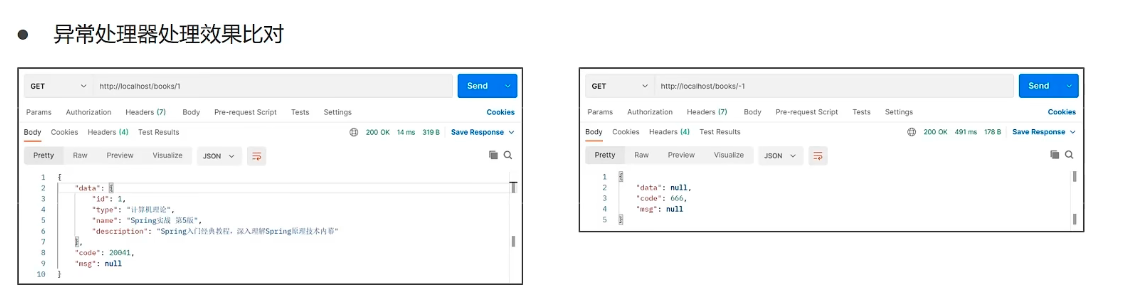 ● 异常处理器处理效果比对
GET http://localhost/books/1 Send
Params Authorization Headers (7) Body Pre-request Script Tests Settings Cookies
Body Cookies Headers (4) Test Results 200 OK 14 ms 319 B Save Response
Pretty Raw Preview Visualize JSON
1 {
2 "data": {
3 "id": 1,
4 "type": "计算机理论",
5 "name": "Spring实战 第5版",
6 "description": "Spring入门经典教程，深入理解Spring原理技术内幕"
7 },
8 "code": 20041,
9 "msg": null
10 }
GET http://localhost/books/-1 Send
Params Authorization Headers (7) Body Pre-request Script Tests Settings Cookies
Body Cookies Headers (4) Test Results 200 OK 491 ms 178 B Save Response
Pretty Raw Preview Visualize JSON
1 {
2 "data": null,
3 "code": 666,
4 "msg": null
5 }